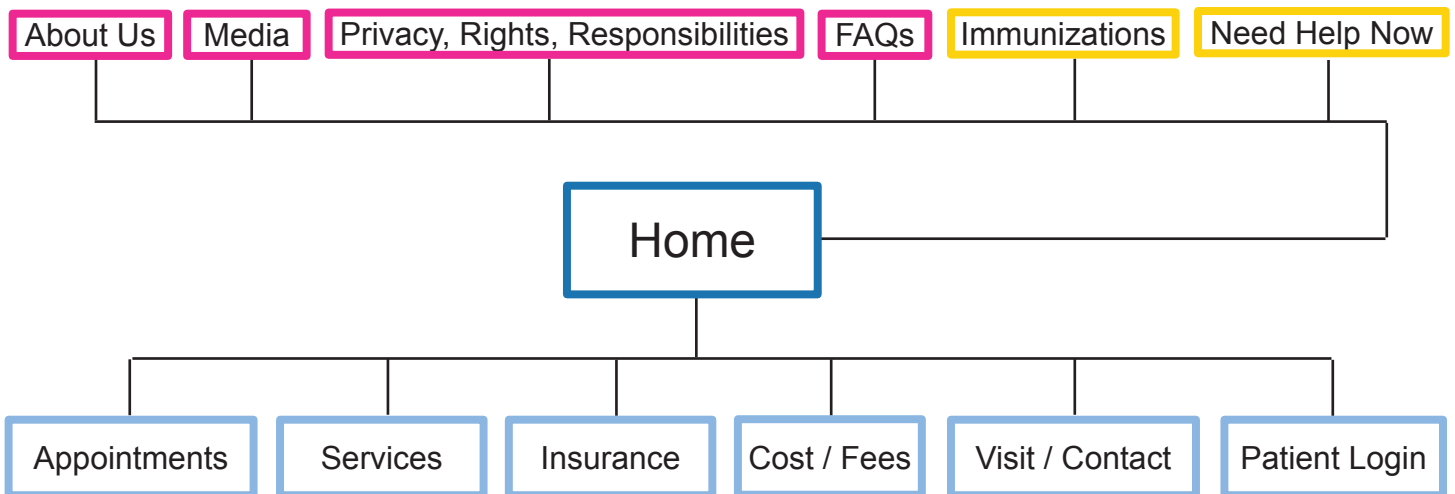 About Us
Media
Privacy, Rights, Responsibilities
FAQs
Immunizations
Need Help Now
Home
Appointments
Services
Insurance
Cost / Fees
Visit / Contact
Patient Login